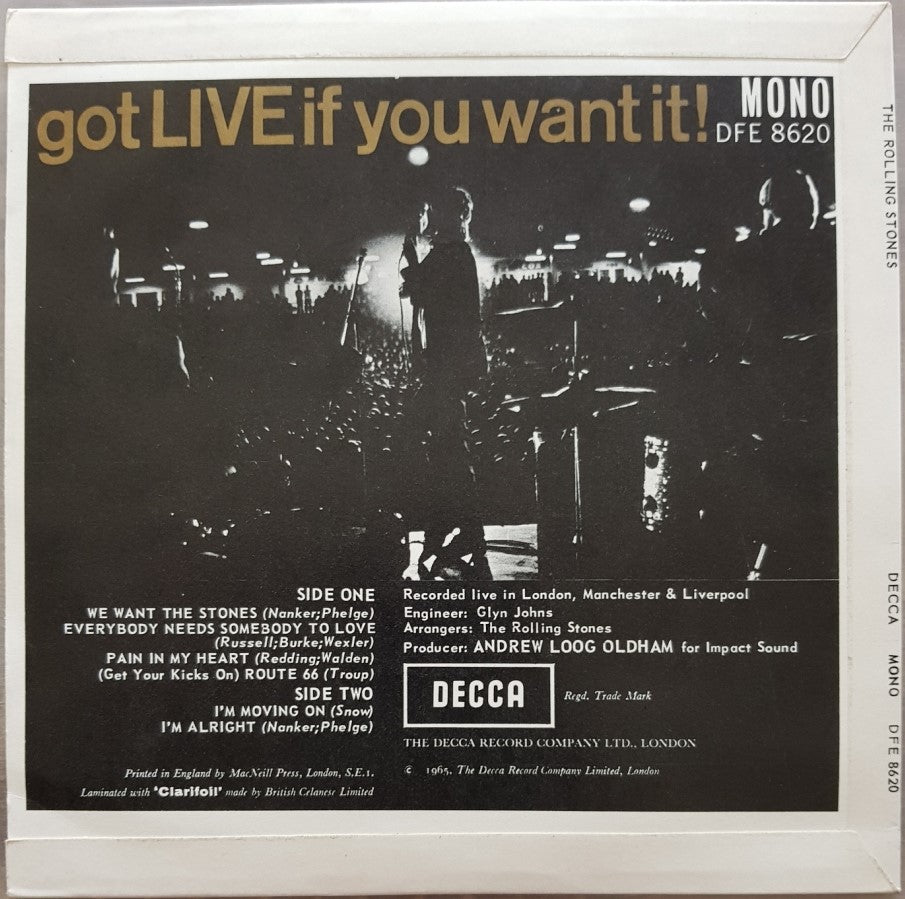 got LIVE if you want it!
MONO
DFE 8620
SIDE ONE
WE WANT THE STONES (Nanker;Phelge)
EVERYBODY NEEDS SOMEBODY TO LOVE
(Russell;Burke;Wexler)
PAIN IN MY HEART (Redding;Walden)
(Get Your Kicks On) ROUTE 66 (Troup)
SIDE TWO
I'M MOVING ON (Snow)
I'M ALRIGHT (Nanker;Phelge)
Printed in England by MacNeill Press, London, S.E.1.
Laminated with 'Clarifoil' made by British Celanese Limited
Recorded live in London, Manchester & Liverpool
Engineer: Glyn Johns
Arrangers: The Rolling Stones
Producer: ANDREW LOOG OLDHAM for Impact Sound
DECCA
Regd. Trade Mark
THE DECCA RECORD COMPANY LTD., LONDON
© 1965, The Decca Record Company Limited, London
THE ROLLING STONES
DECCA MONO DFE 8620